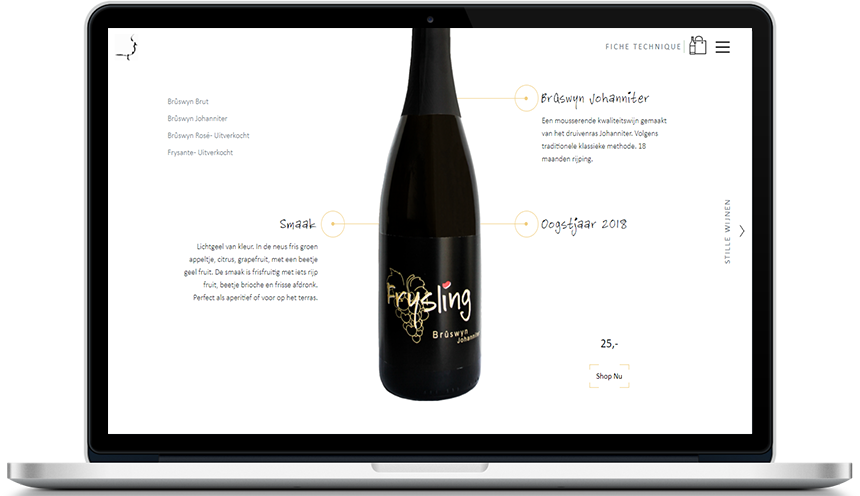 FICHE TECHNIQUE
Brûswyn Brut
Brûswyn Johanniter
Brûswyn Rosé- Uitverkocht
Frysante- Uitverkocht
Brûswyn Johanniter
Een mousserende kwaliteitswijn gemaakt
van het druivenras Johanniter. Volgens
traditionele klassieke methode. 18
maanden rijping.
Smaak
Lichtgeel van kleur. In de neus fris groen
appeltje, citrus, grapefruit, met een beetje
geel fruit. De smaak is frisfruitig met iets rijp
fruit, beetje brioche en frisse afdronk.
Perfect als aperitief of voor op het terras.
Oogstjaar 2018
STILLE WIJNEN
Frysling
Brûswyn
Johanniter
25,-
Shop Nu